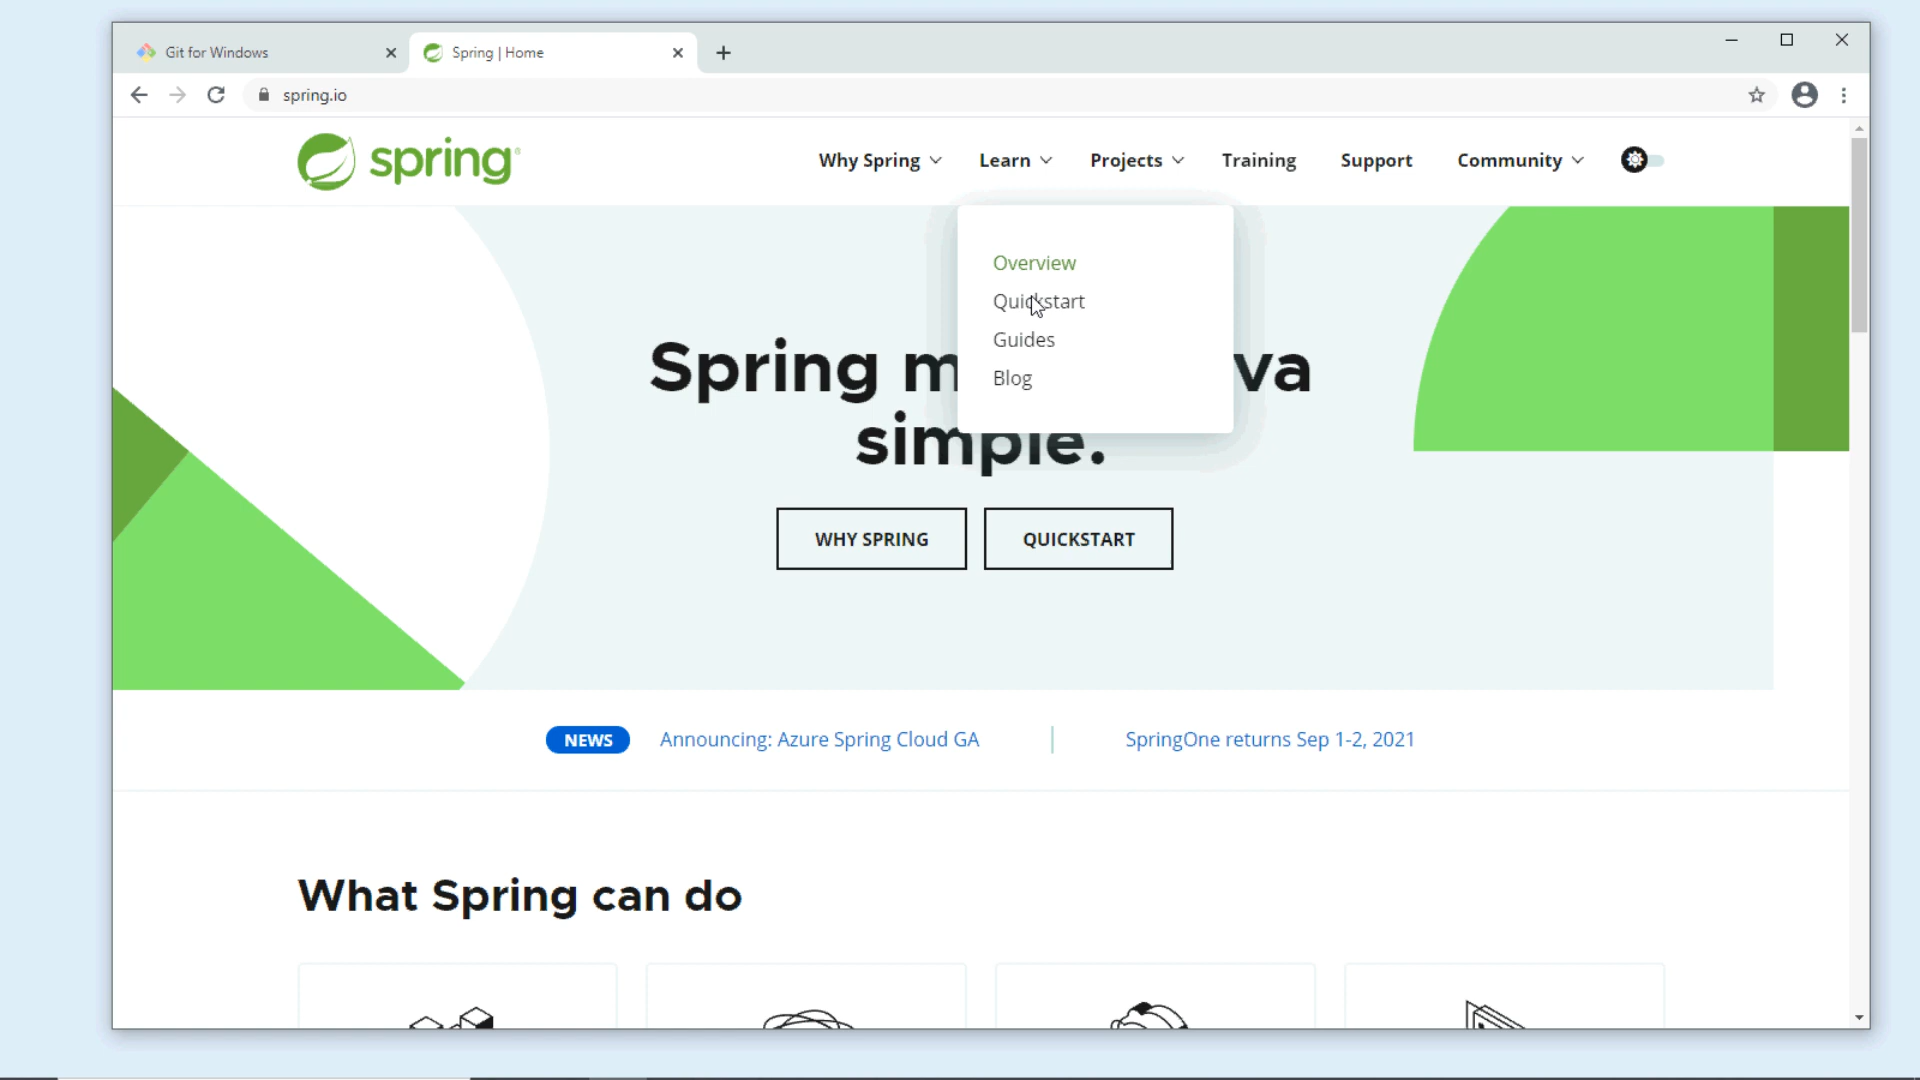 Git for Windows
Spring | Home
spring.io
spring
Why Spring
Learn
Projects
Training
Support
Community
Overview
Quickstart
Guides
Blog
Spring m va
simple.
WHY SPRING
QUICKSTART
NEWS
Announcing: Azure Spring Cloud GA
SpringOne returns Sep 1-2, 2021
What Spring can do